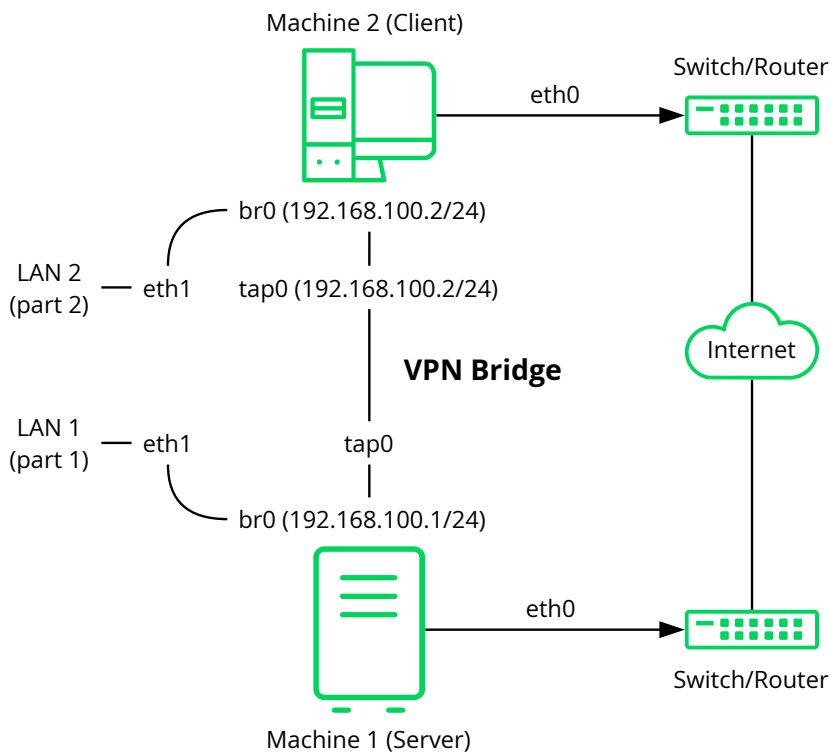 Machine 2 (Client)
Switch/Router
eth0
br0 (192.168.100.2/24)
LAN 2
(part 2)
eth1
tap0 (192.168.100.2/24)
Internet
VPN Bridge
LAN 1
(part 1)
eth1
tap0
br0 (192.168.100.1/24)
eth0
Switch/Router
Machine 1 (Server)